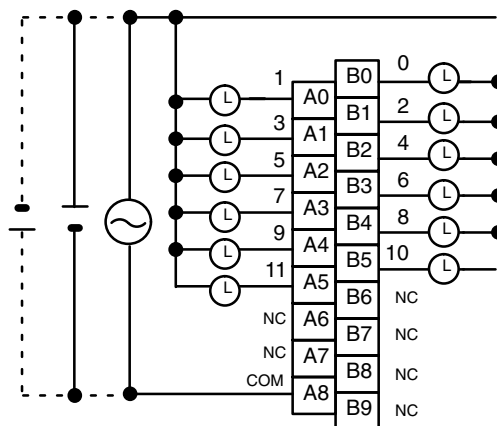 B0 0 L
1 L A0
B1 2 L
3 L A1
B2 4 L
5 L A2
B3 6 L
7 L A3
B4 8 L
9 L A4
B5 10 L
11 L A5
B6 NC
NC A6
B7 NC
NC A7
B8 NC
COM A8
B9 NC